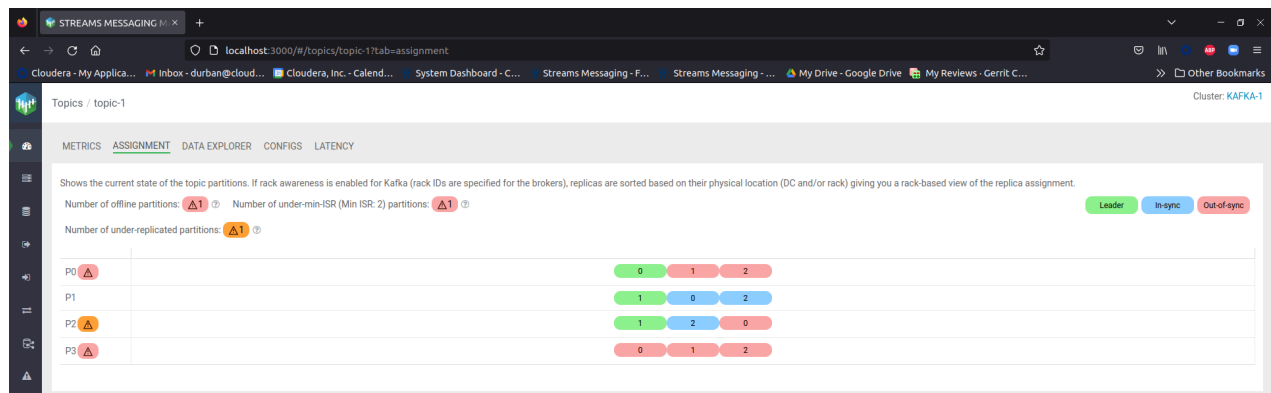 STREAMS MESSAGING M
localhost:3000/#/topics/topic-1?tab=assignment
Cloudera - My Applica... Inbox - durban@cloud... Cloudera, Inc. - Calend... System Dashboard - C... Streams Messaging - F... Streams Messaging - ... My Drive - Google Drive My Reviews · Gerrit C... Other Bookmarks
Topics / topic-1
Cluster: KAFKA-1
METRICS ASSIGNMENT DATA EXPLORER CONFIGS LATENCY
Shows the current state of the topic partitions. If rack awareness is enabled for Kafka (rack IDs are specified for the brokers), replicas are sorted based on their physical location (DC and/or rack) giving you a rack-based view of the replica assignment.
Number of offline partitions: 1 Number of under-min-ISR (Min ISR: 2) partitions: 1 Leader In-sync Out-of-sync
Number of under-replicated partitions: 1
P0 0 1 2
P1 1 0 2
P2 1 2 0
P3 0 1 2